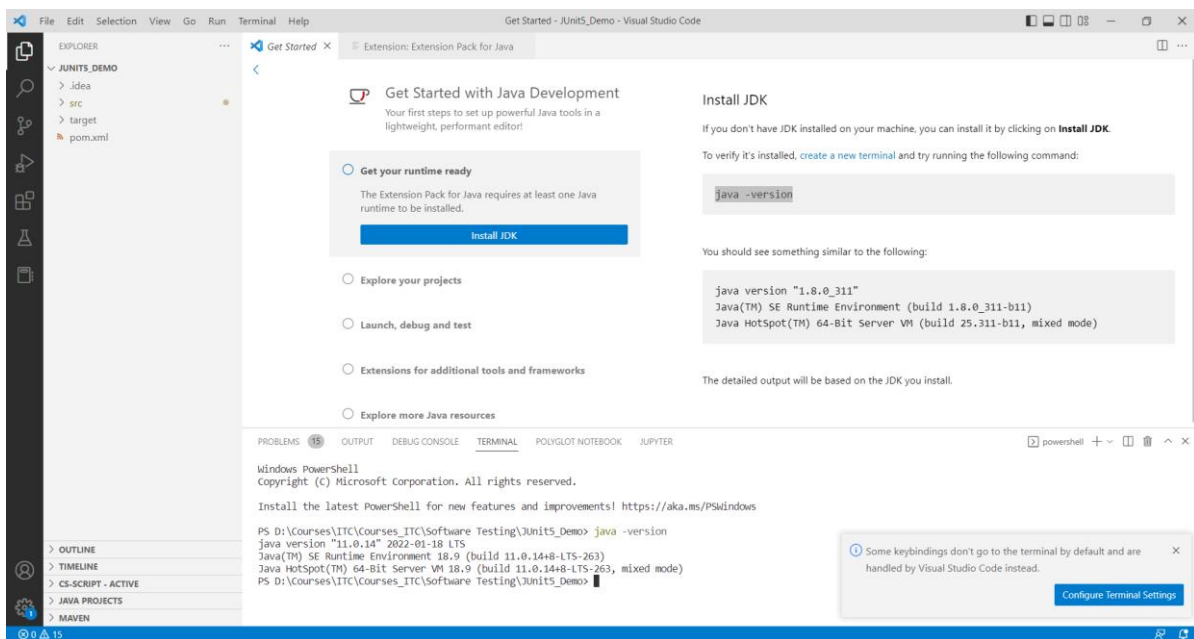 File Edit Selection View Go Run Terminal Help
Get Started - JUnit5_Demo - Visual Studio Code
EXPLORER
JUNIT5_DEMO
.idea
src
target
pom.xml
OUTLINE
TIMELINE
CS-SCRIPT - ACTIVE
JAVA PROJECTS
MAVEN
Get Started
Extension: Extension Pack for Java
Get Started with Java Development
Your first steps to set up powerful Java tools in a
lightweight, performant editor!
Get your runtime ready
The Extension Pack for Java requires at least one Java
runtime to be installed.
Install JDK
Explore your projects
Launch, debug and test
Extensions for additional tools and frameworks
Explore more Java resources
Install JDK
If you don't have JDK installed on your machine, you can install it by clicking on Install JDK.
To verify it's installed, create a new terminal and try running the following command:
java -version
You should see something similar to the following:
java version "1.8.0_311"
Java(TM) SE Runtime Environment (build 1.8.0_311-b11)
Java HotSpot(TM) 64-Bit Server VM (build 25.311-b11, mixed mode)
The detailed output will be based on the JDK you install.
PROBLEMS 15 OUTPUT DEBUG CONSOLE TERMINAL POLYGLOT NOTEBOOK JUPYTER
powershell
Windows PowerShell
Copyright (C) Microsoft Corporation. All rights reserved.
Install the latest PowerShell for new features and improvements! https://aka.ms/PSWindows
PS D:\Courses\ITC\Courses_ITC\Software Testing\JUnit5_Demo> java -version
java version "11.0.14" 2022-01-18 LTS
Java(TM) SE Runtime Environment 18.9 (build 11.0.14+8-LTS-263)
Java HotSpot(TM) 64-Bit Server VM 18.9 (build 11.0.14+8-LTS-263, mixed mode)
PS D:\Courses\ITC\Courses_ITC\Software Testing\JUnit5_Demo>
Some keybindings don't go to the terminal by default and are
handled by Visual Studio Code instead.
Configure Terminal Settings
1
0 15